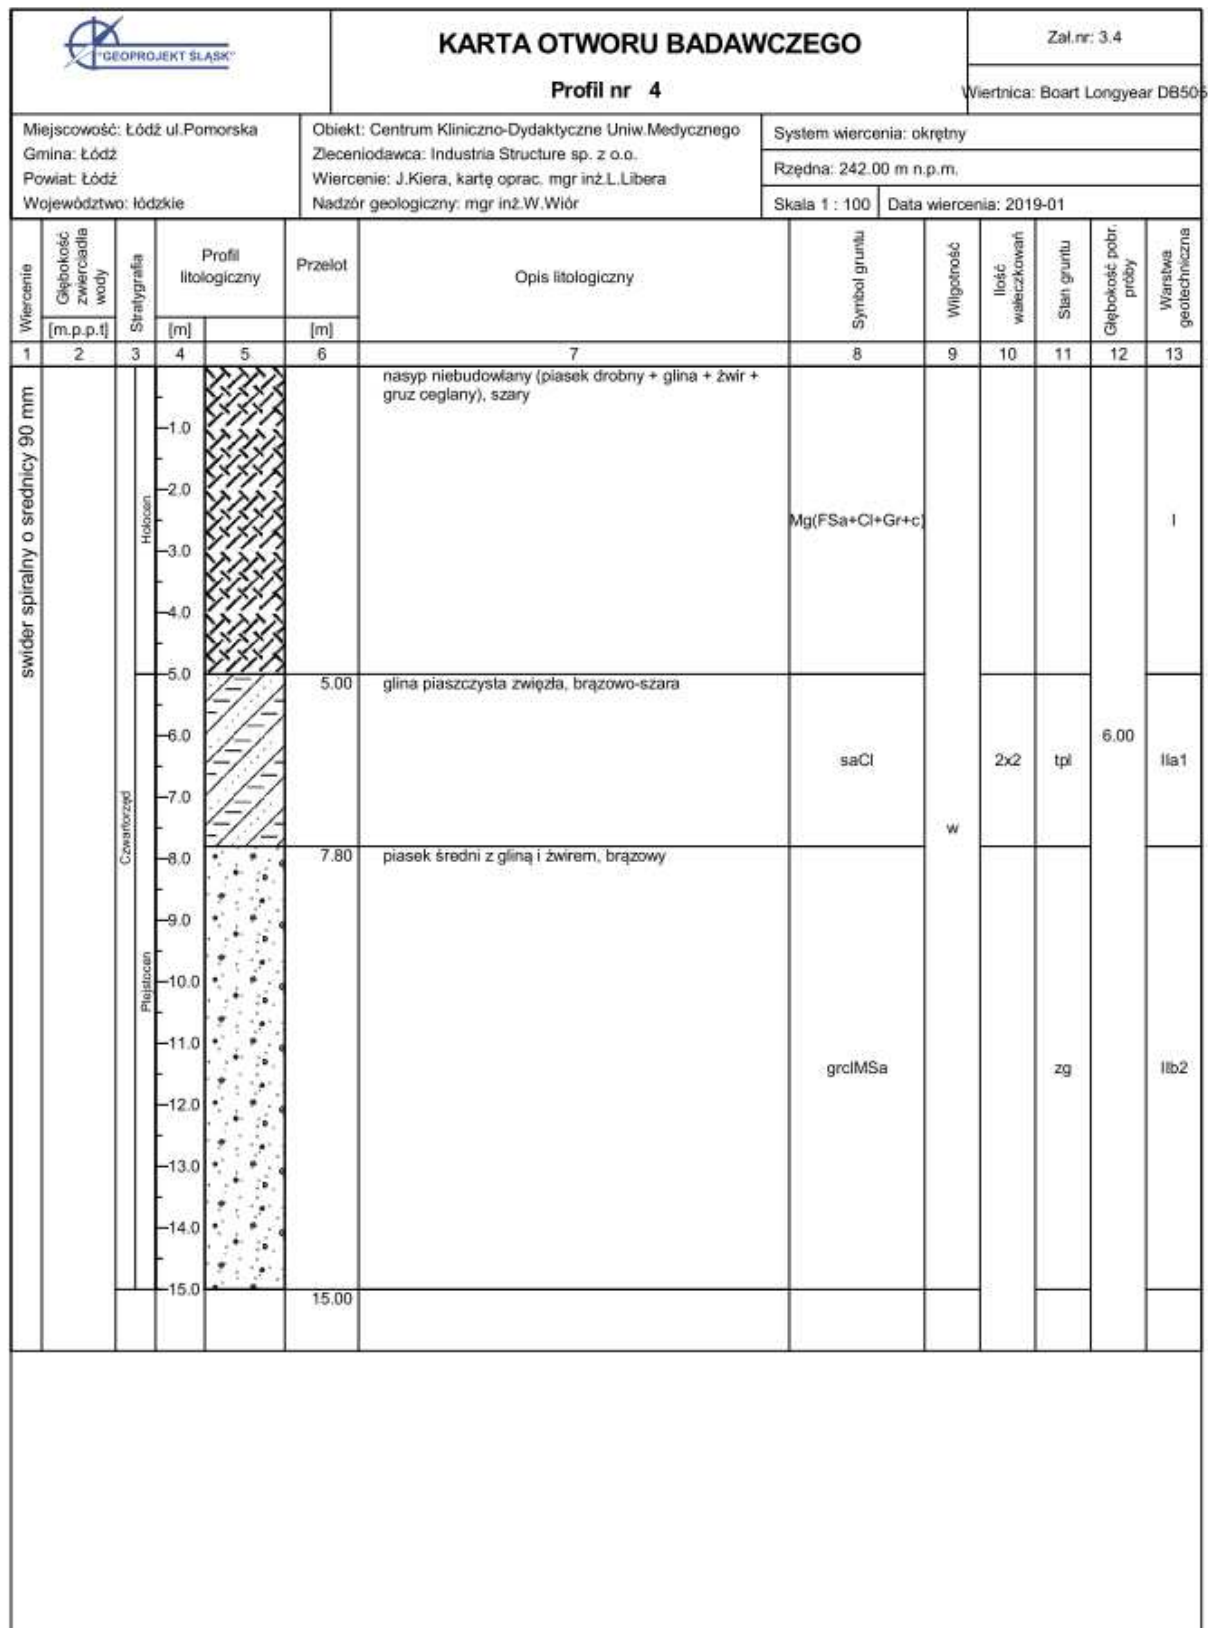 "GEOPROJEKT ŚLĄSK"
KARTA OTWORU BADAWCZEGO
Profil nr 4
Zał.nr: 3.4
Wiertnica: Boart Longyear DB505
Miejscowość: Łódź ul.Pomorska
Gmina: Łódź
Powiat: Łódź
Województwo: łódzkie
Obiekt: Centrum Kliniczno-Dydaktyczne Uniw.Medycznego
Zleceniodawca: Industria Structure sp. z o.o.
Wiercenie: J.Kiera, kartę oprac. mgr inż.L.Libera
Nadzór geologiczny: mgr inż.W.Wiór
System wiercenia: okrętny
Rzędna: 242.00 m n.p.m.
Skala 1 : 100
Data wiercenia: 2019-01
Wiercenie
Głębokość zwierciadła wody
[m.p.p.t]
Stratygrafia
Profil litologiczny
[m]
Przelot
[m]
Opis litologiczny
Symbol gruntu
Wilgotność
Ilość wałeczkowań
Stan gruntu
Głębokość pobr. próby
Warstwa geotechniczna
1 2 3 4 5 6 7 8 9 10 11 12 13
swider spiralny o srednicy 90 mm
Holocen
Czwartorzęd
Plejstocen
1.0
2.0
3.0
4.0
5.0
6.0
7.0
8.0
9.0
10.0
11.0
12.0
13.0
14.0
15.0
nasyp niebudowlany (piasek drobny + glina + żwir +
gruz ceglany), szary
Mg(FSa+Cl+Gr+c)
I
5.00 glina piaszczysta zwięzła, brązowo-szara
saCl
2x2
tpl
6.00
IIa1
w
7.80 piasek średni z gliną i żwirem, brązowy
grclMSa
zg
IIb2
15.00